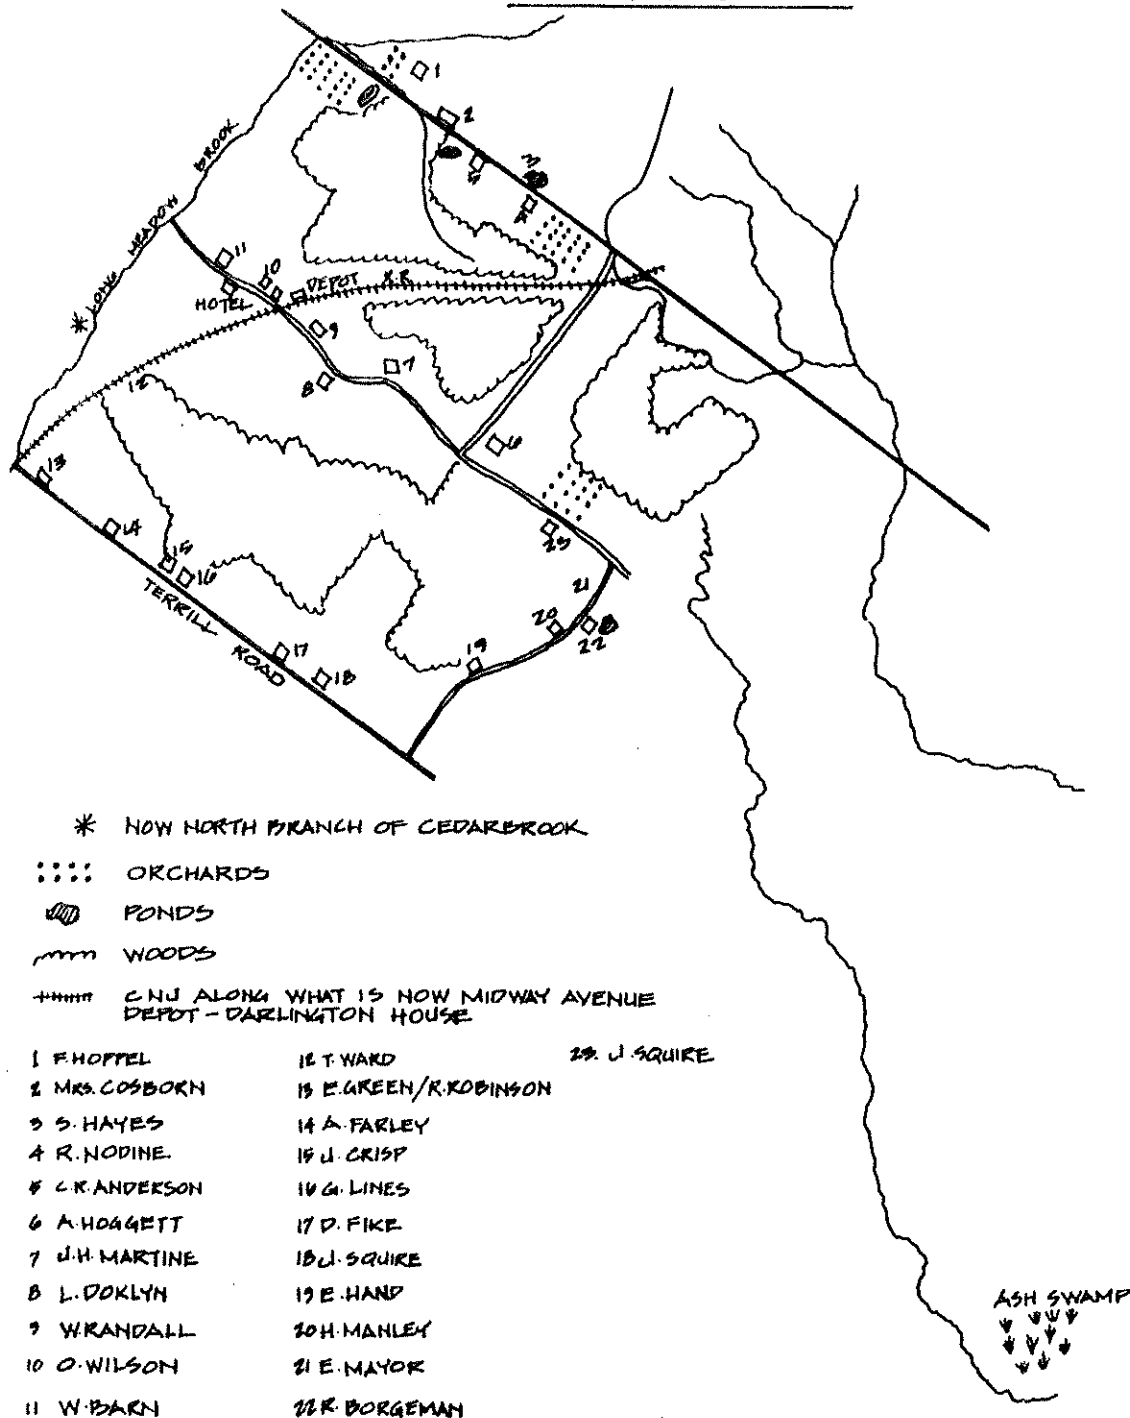 1
2
3
4
5
LONG MEADOW BROOK
11
10
DEPOT R.R.
HOTEL
9
7
8
12
6
13
14
15
16
TERRILL ROAD
17
18
19
20
21
22
23
* NOW NORTH BRANCH OF CEDARBROOK
ORCHARDS
PONDS
WOODS
CNJ ALONG WHAT IS NOW MIDWAY AVENUE
DEPOT - DARLINGTON HOUSE
1 F. HOPPEL
2 MRS. COSBORN
3 S. HAYES
4 R. NODINE
5 C.R. ANDERSON
6 A. HOGGETT
7 J.H. MARTINE
8 L. DOKLYN
9 W. RANDALL
10 O. WILSON
11 W. BARN
12 T. WARD
13 E. GREEN/R. ROBINSON
14 A. FARLEY
15 J. CRISP
16 G. LINES
17 D. FIKE
18 J. SQUIRE
19 E. HAND
20 H. MANLEY
21 E. MAYOR
22 R. BORGEMAN
23. J. SQUIRE
ASH SWAMP